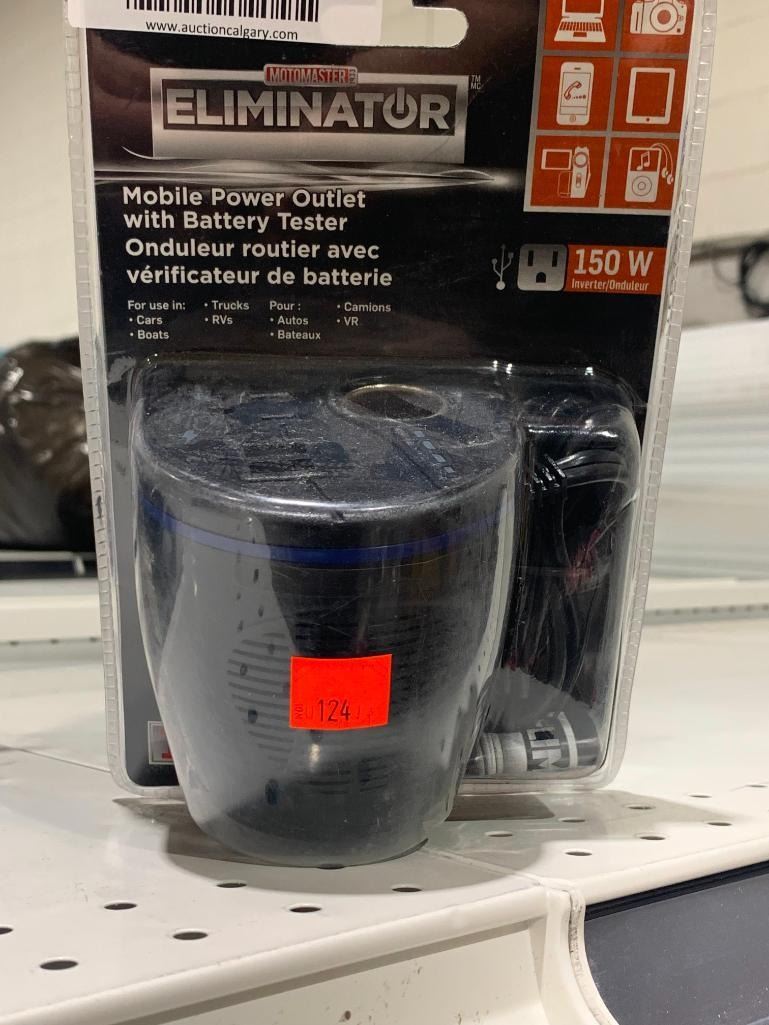 www.auctioncalgary.com
MOTOMASTER
ELIMINATOR
TM
MC
Mobile Power Outlet
with Battery Tester
Onduleur routier avec
vérificateur de batterie
150 W
Inverter/Onduleur
For use in:
• Cars
• Boats
• Trucks
• RVs
Pour :
• Autos
• Bateaux
• Camions
• VR
124